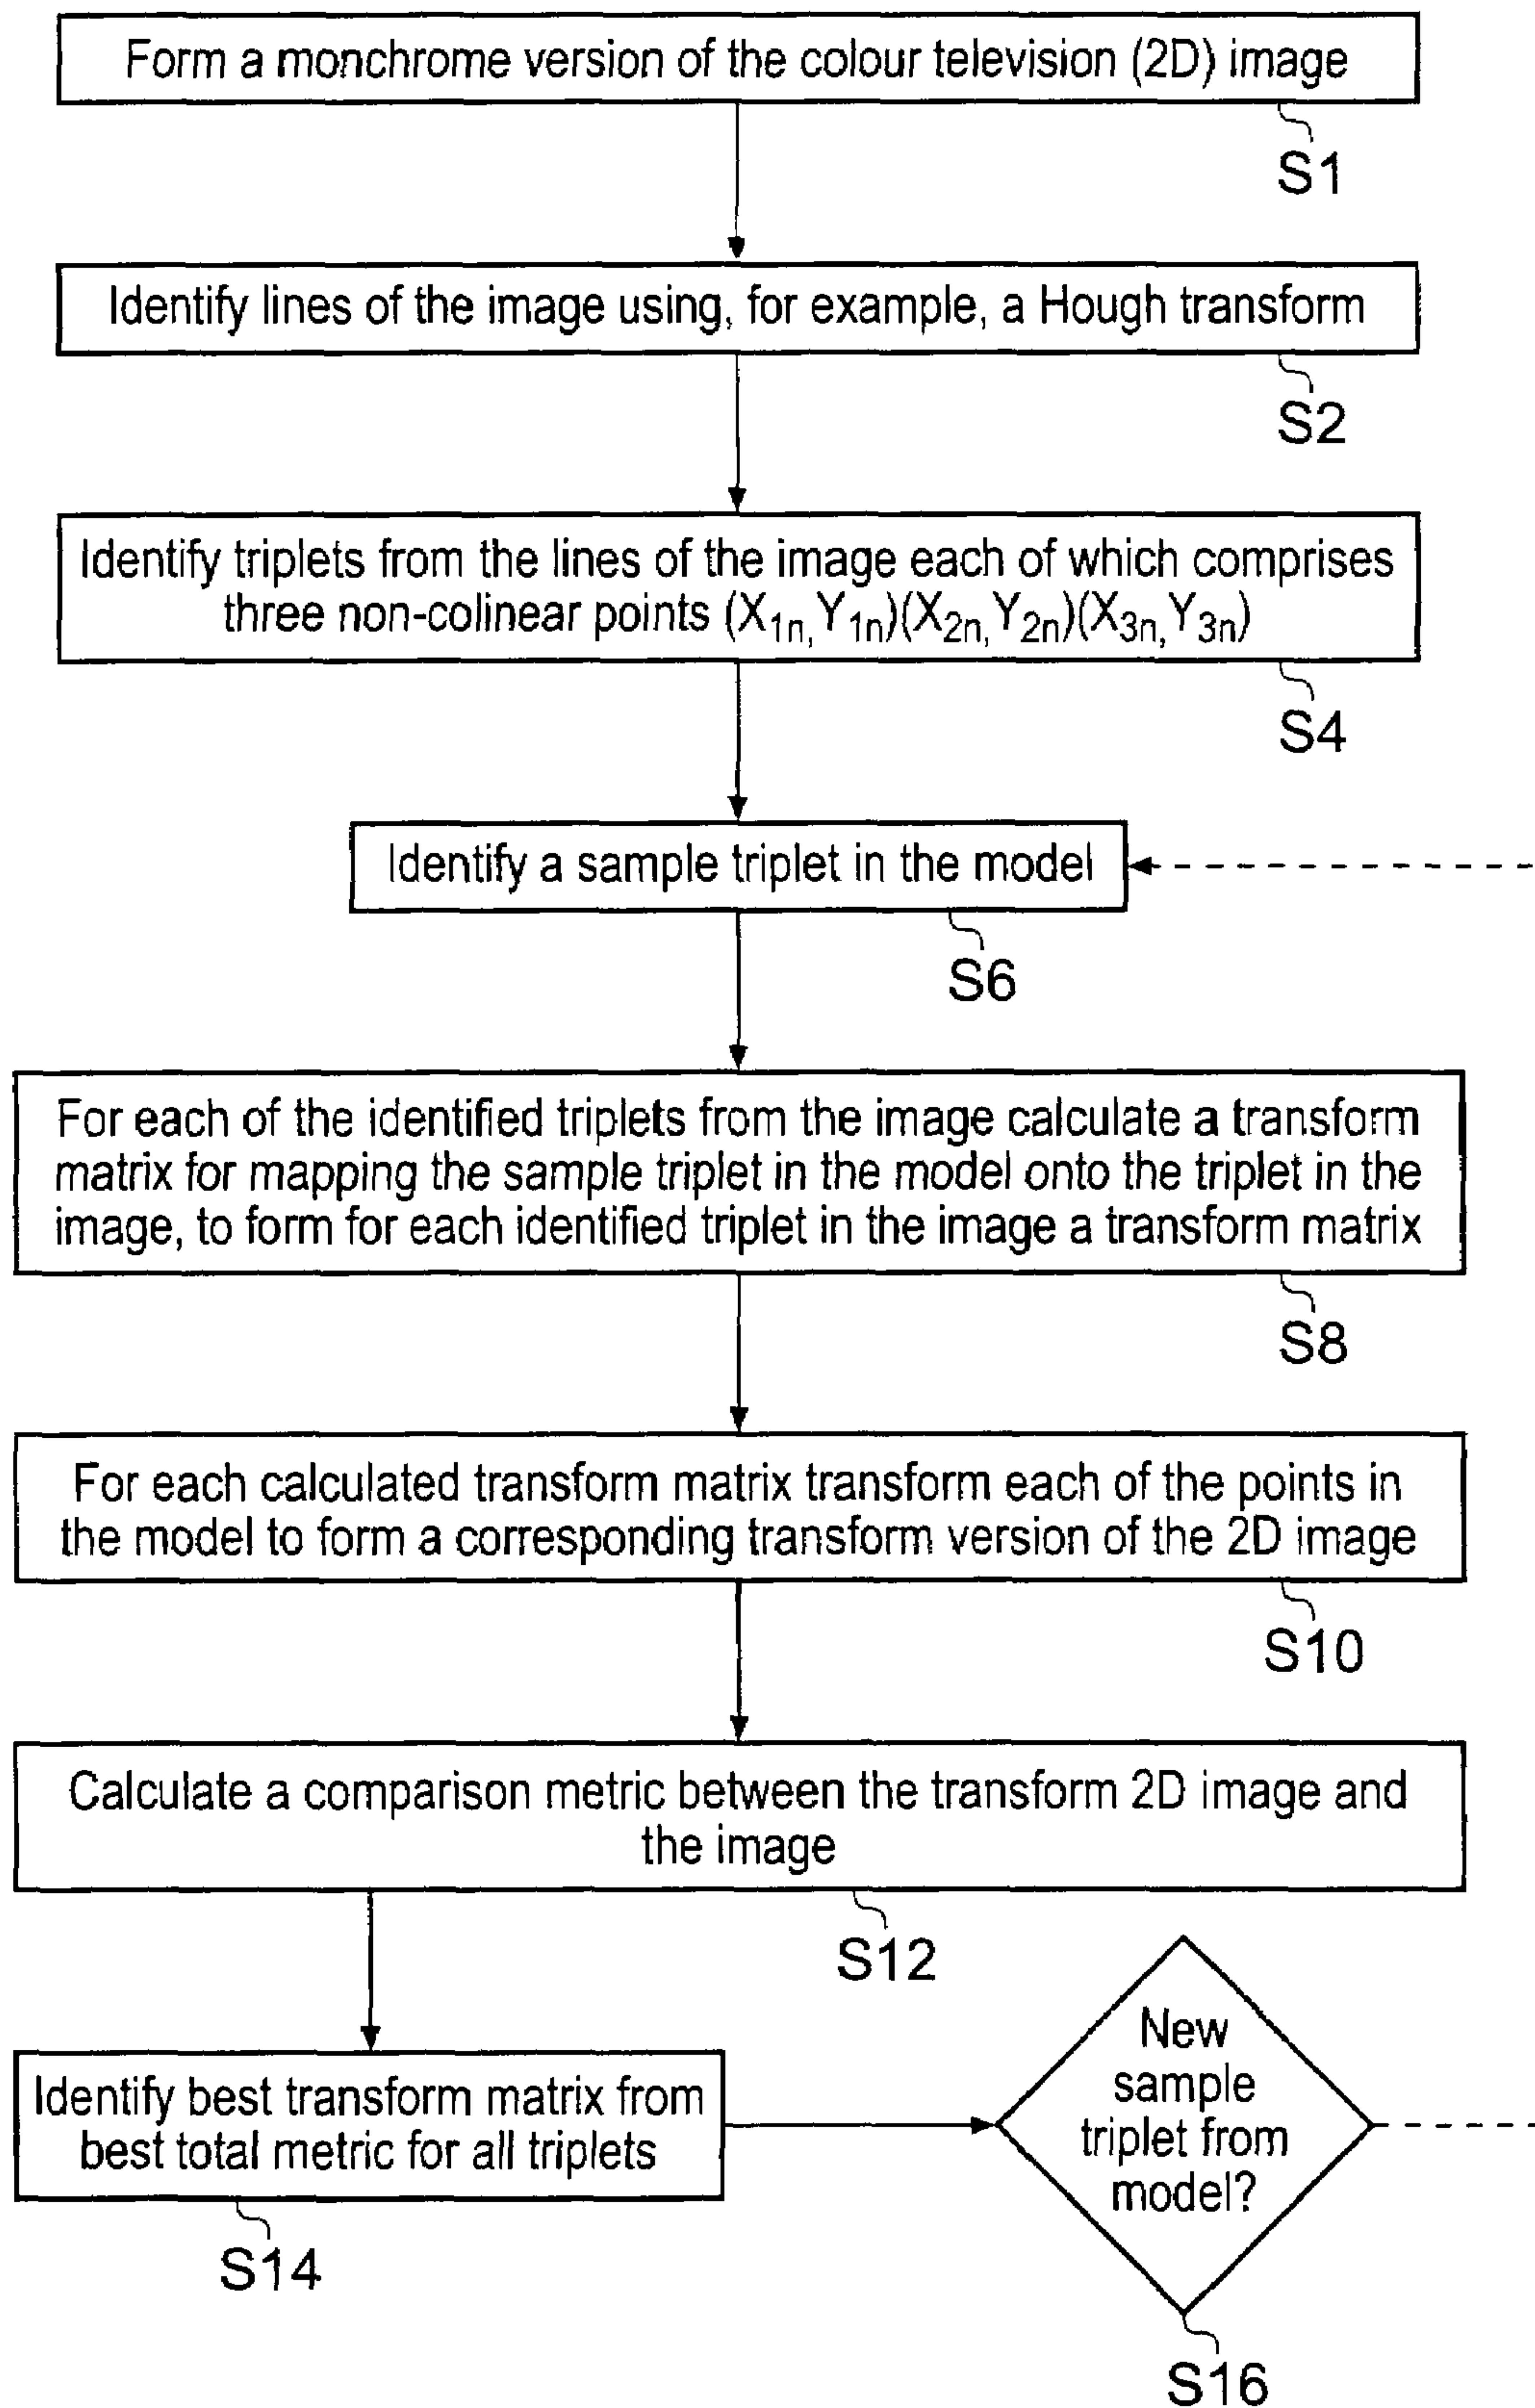 Form a monochrome version of the colour television (2D) image
S1
Identify lines of the image using, for example, a Hough transform
S2
Identify triplets from the lines of the image each of which comprises
three non-colinear points (X1n,Y1n)(X2n,Y2n)(X3n,Y3n)
S4
Identify a sample triplet in the model
S6
For each of the identified triplets from the image calculate a transform
matrix for mapping the sample triplet in the model onto the triplet in the
image, to form for each identified triplet in the image a transform matrix
S8
For each calculated transform matrix transform each of the points in
the model to form a corresponding transform version of the 2D image
S10
Calculate a comparison metric between the transform 2D image and
the image
S12
Identify best transform matrix from
best total metric for all triplets
S14
New
sample
triplet from
model?
S16